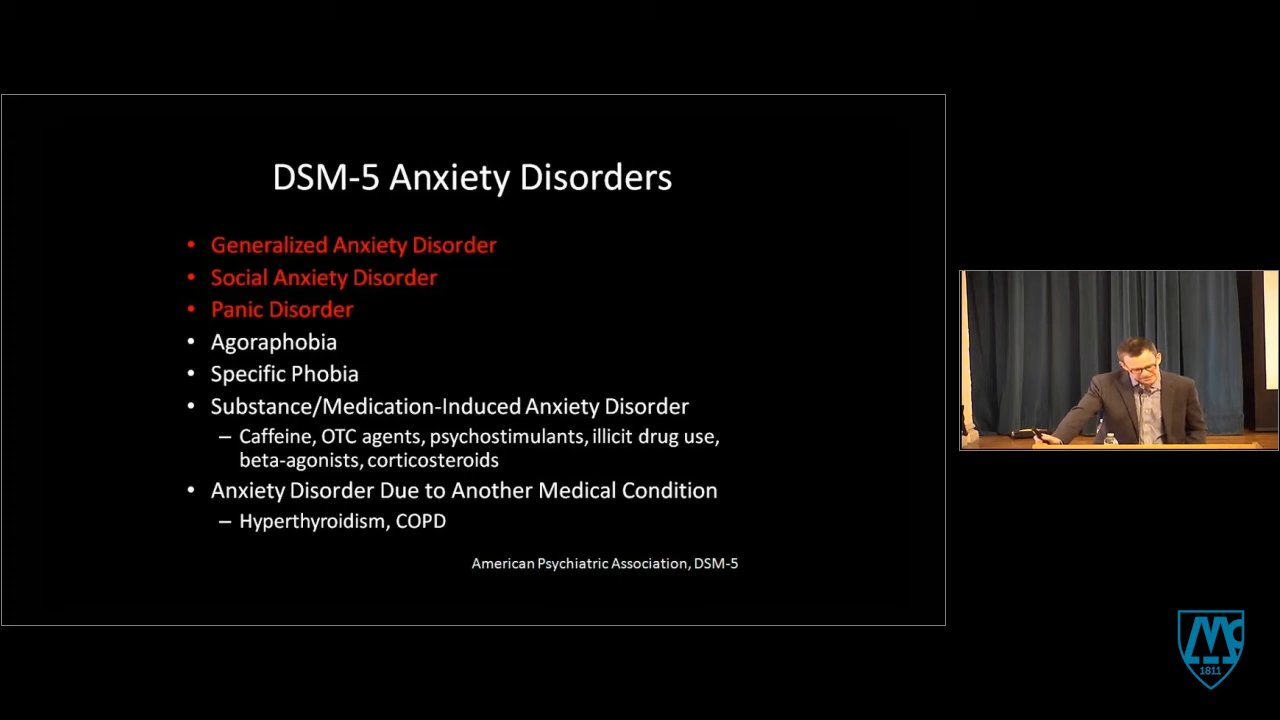 DSM-5 Anxiety Disorders
• Generalized Anxiety Disorder
• Social Anxiety Disorder
• Panic Disorder
• Agoraphobia
• Specific Phobia
• Substance/Medication-Induced Anxiety Disorder
– Caffeine, OTC agents, psychostimulants, illicit drug use,
beta-agonists, corticosteroids
• Anxiety Disorder Due to Another Medical Condition
– Hyperthyroidism, COPD
American Psychiatric Association, DSM-5
Mc
1811